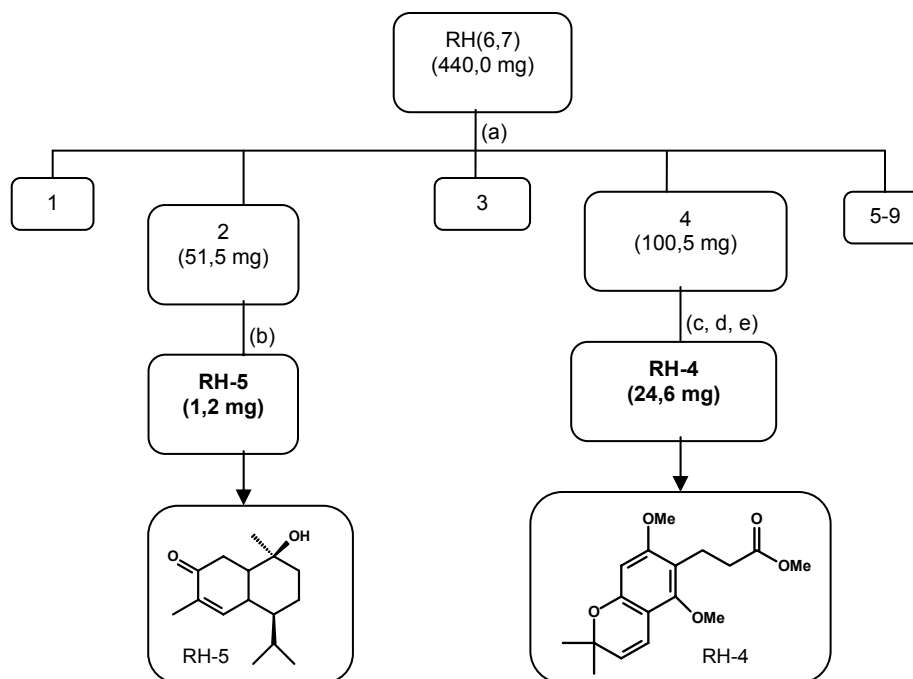 RH(6,7)
(440,0 mg)
(a)
1
2
(51,5 mg)
3
4
(100,5 mg)
5-9
(b)
(c, d, e)
RH-5
(1,2 mg)
RH-4
(24,6 mg)
O
OH
RH-5
OMe
O
OMe
O
OMe
RH-4